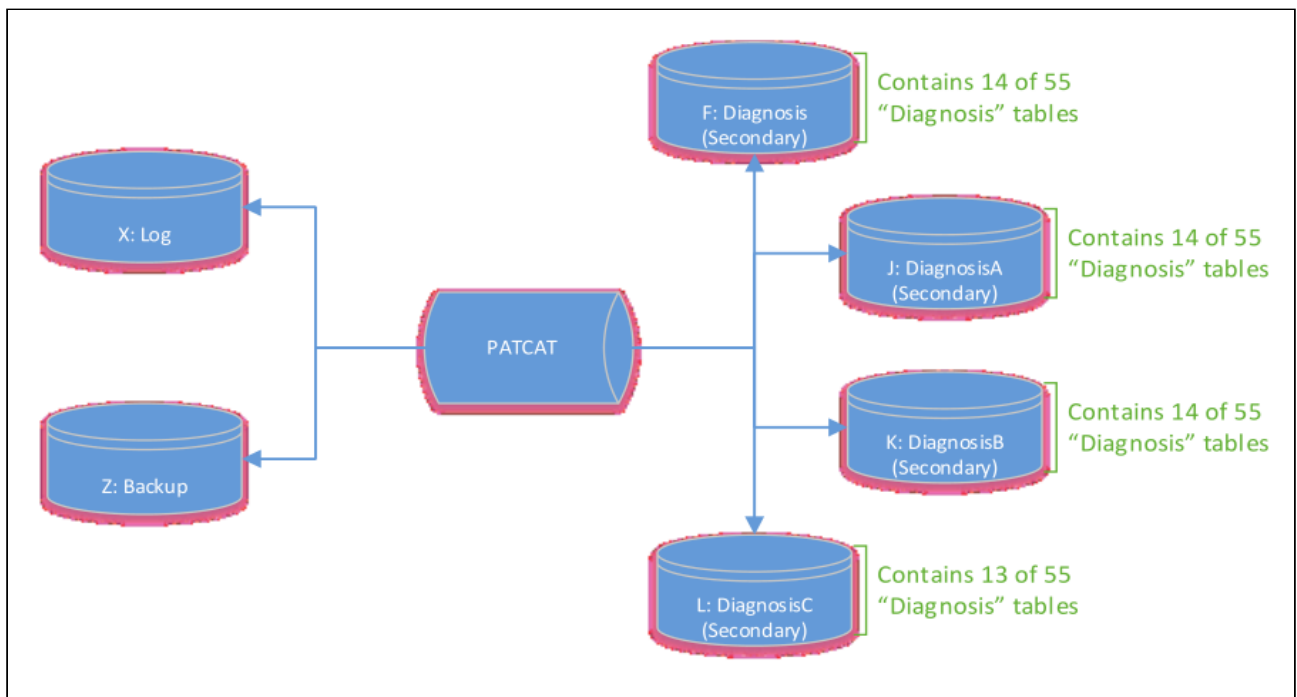 Contains 14 of 55
“Diagnosis” tables
F: Diagnosis
(Secondary)
X: Log
Contains 14 of 55
“Diagnosis” tables
J: DiagnosisA
(Secondary)
PATCAT
Contains 14 of 55
“Diagnosis” tables
K: DiagnosisB
(Secondary)
Z: Backup
Contains 13 of 55
“Diagnosis” tables
L: DiagnosisC
(Secondary)